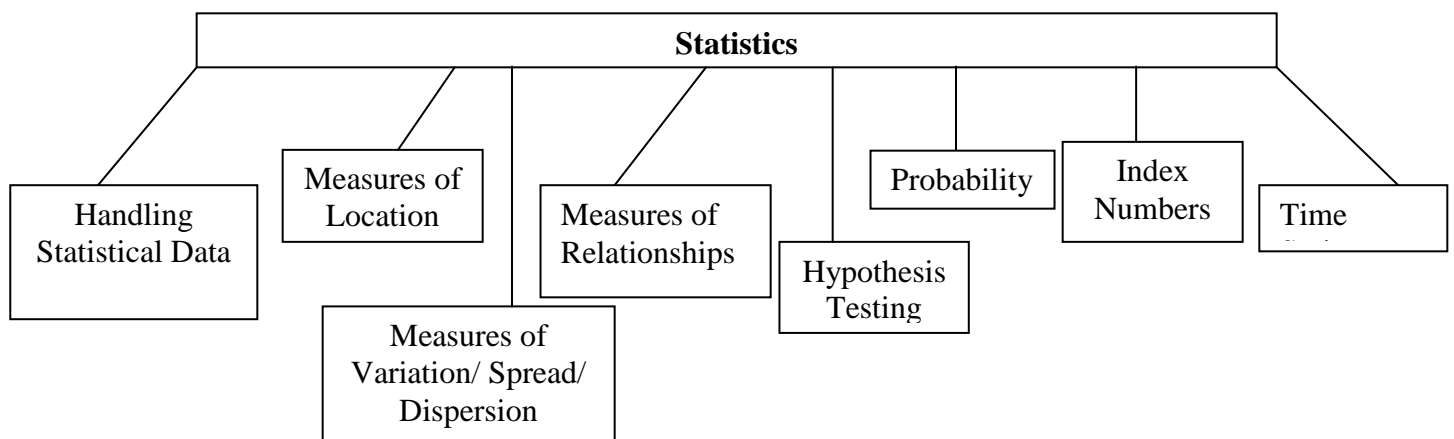 Statistics
Handling
Statistical Data
Measures of
Location
Measures of
Variation/ Spread/
Dispersion
Measures of
Relationships
Hypothesis
Testing
Probability
Index
Numbers
Time